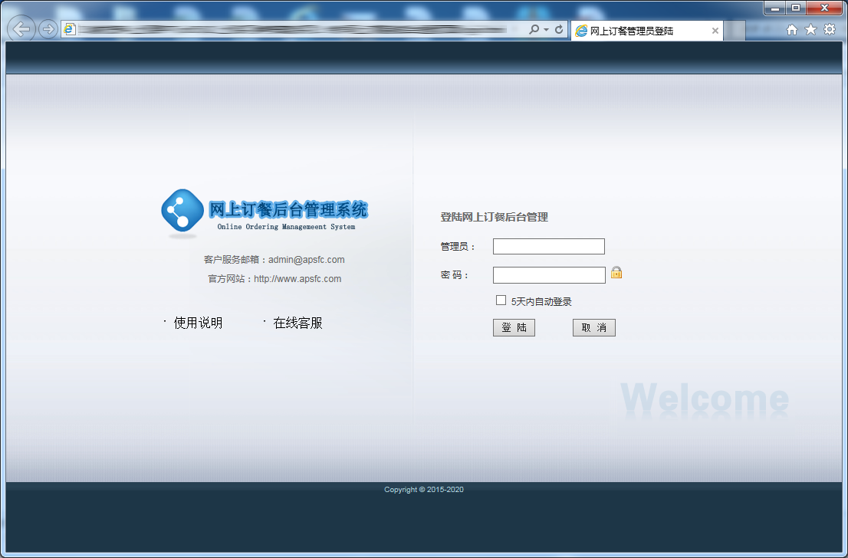 网上订餐管理员登陆
网上订餐后台管理系统
Online Ordering Managemeent System
客户服务邮箱：admin@apsfc.com
官方网站：http://www.apsfc.com
· 使用说明 · 在线客服
登陆网上订餐后台管理
管理员：
密 码：
5天内自动登录
登 陆 取 消
Welcome
Copyright © 2015-2020